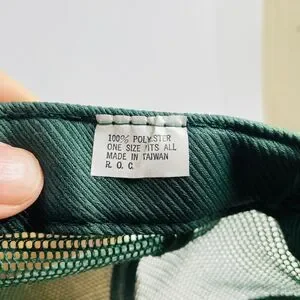 100% POLYESTER
ONE SIZE FITS ALL
MADE IN TAIWAN
R. O. C.